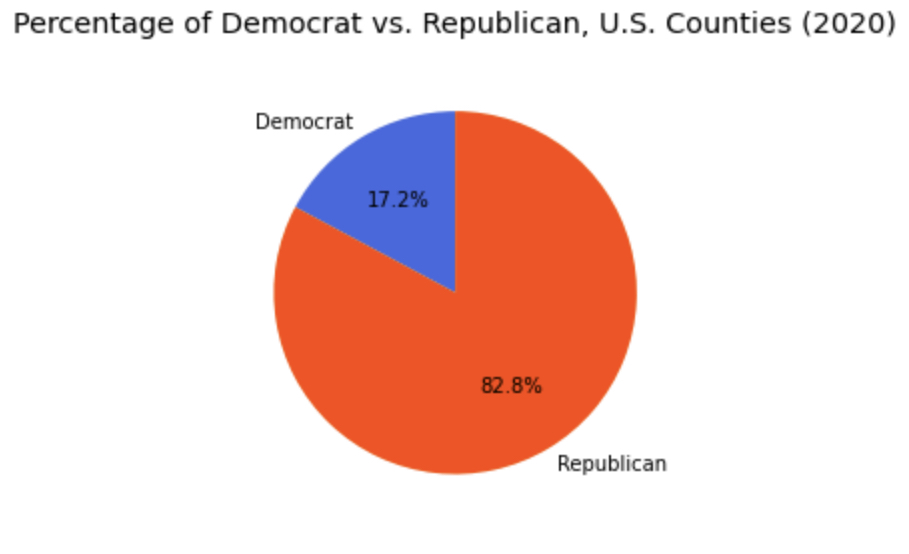 Percentage of Democrat vs. Republican, U.S. Counties (2020)
Democrat
17.2%
82.8%
Republican